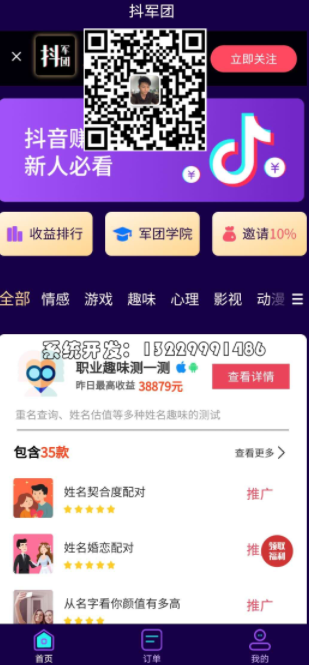 抖军团
抖
军
团
立即关注
抖音赚
新人必看
¥
¥
收益排行
军团学院
邀请10%
全部
情感
游戏
趣味
心理
影视
动漫
系统开发：13229991486
职业趣味测一测
昨日最高收益 38879元
查看详情
重名查询、姓名估值等多种姓名趣味的测试
包含35款
查看更多
姓名契合度配对
推广
姓名婚恋配对
推
领取
福利
从名字看你颜值有多高
推广
首页
订单
我的